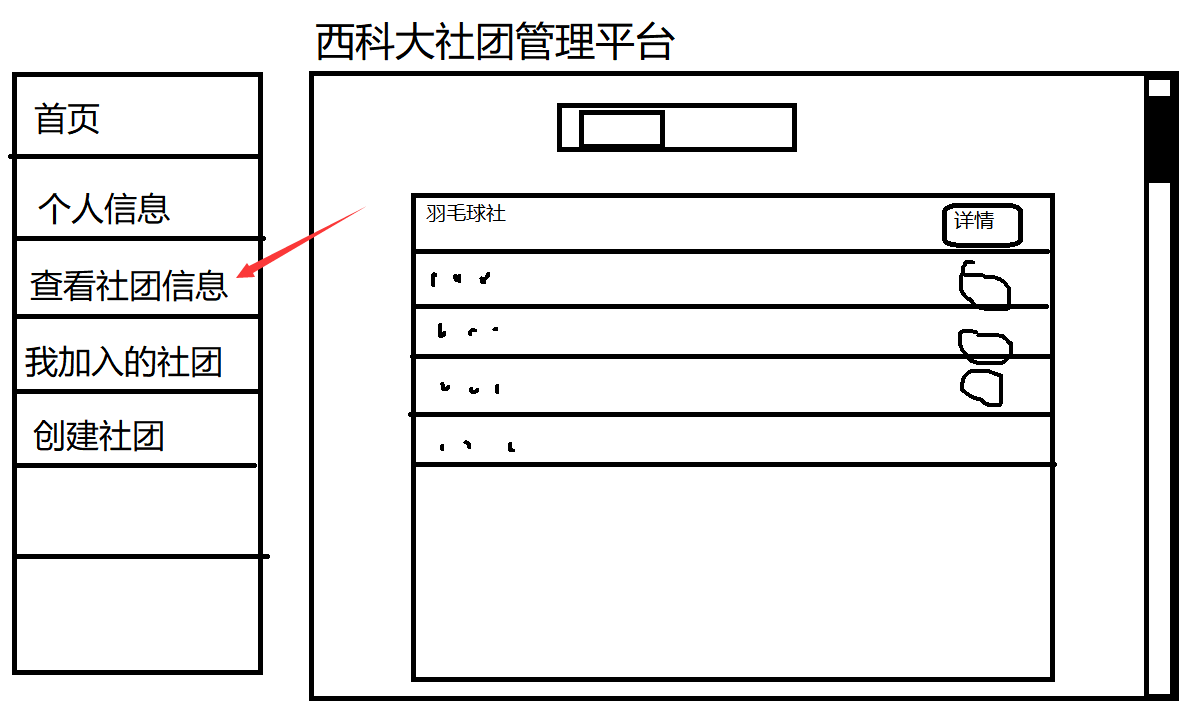 西科大社团管理平台
首页
个人信息
查看社团信息
我加入的社团
创建社团
羽毛球社
详情